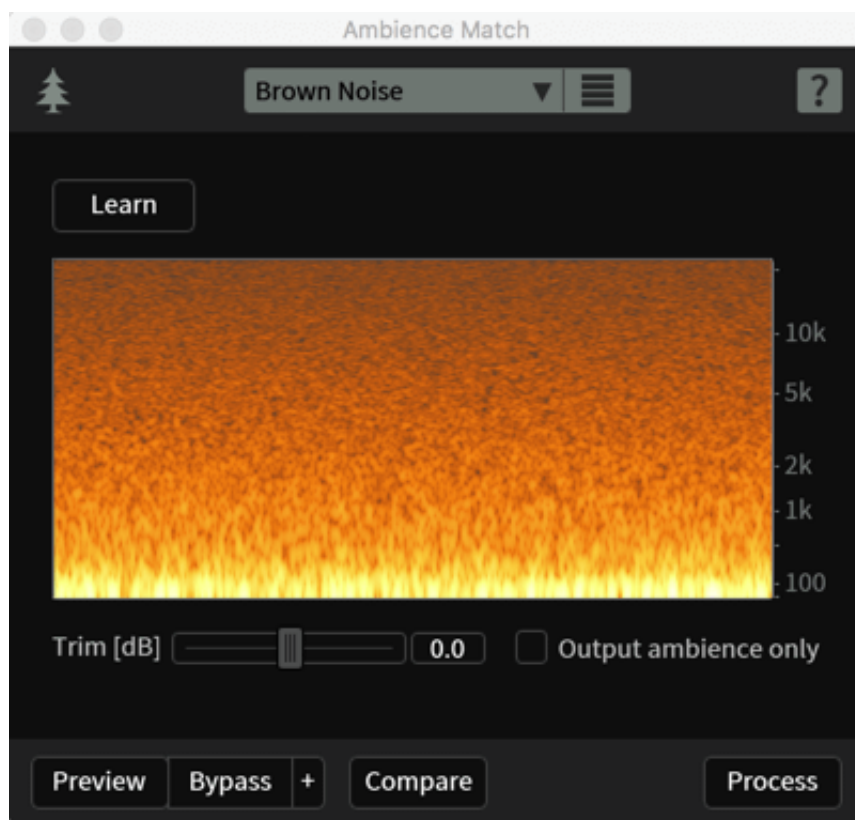 Ambience Match
Brown Noise
?
Learn
10k
5k
2k
1k
100
Trim [dB] 0.0 Output ambience only
Preview Bypass + Compare Process